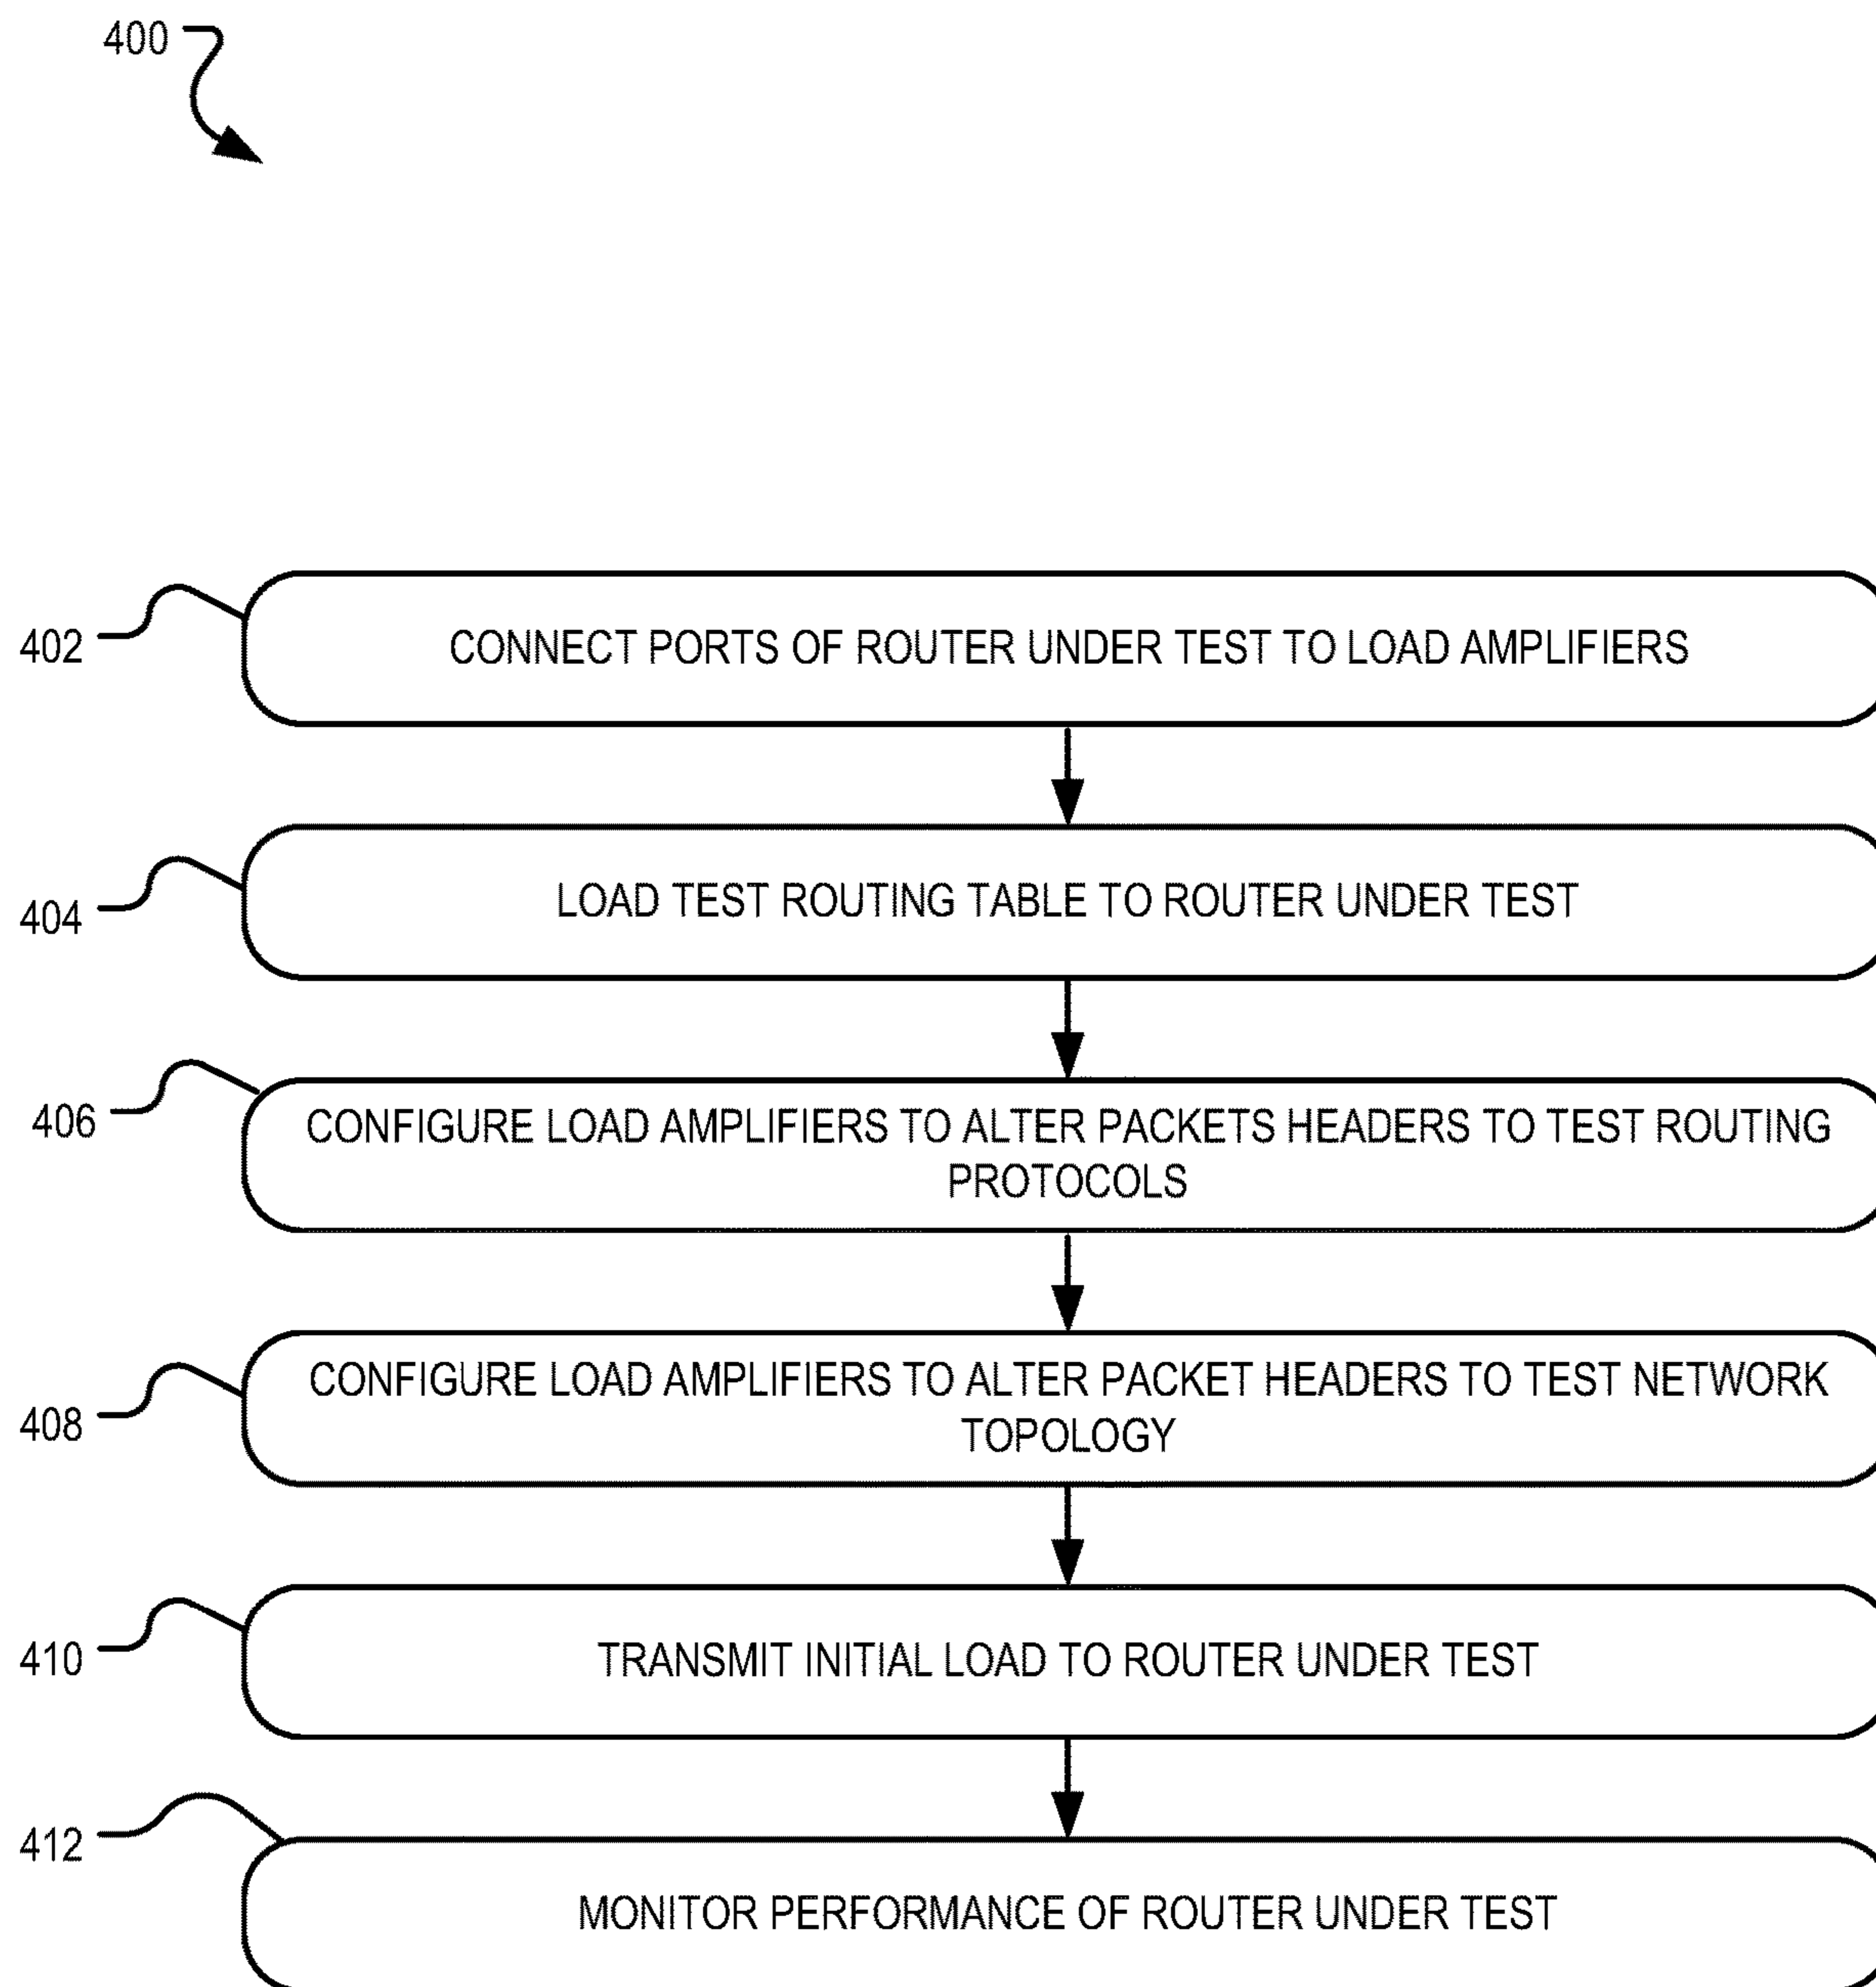 400
402
CONNECT PORTS OF ROUTER UNDER TEST TO LOAD AMPLIFIERS
404
LOAD TEST ROUTING TABLE TO ROUTER UNDER TEST
406
CONFIGURE LOAD AMPLIFIERS TO ALTER PACKETS HEADERS TO TEST ROUTING
PROTOCOLS
408
CONFIGURE LOAD AMPLIFIERS TO ALTER PACKET HEADERS TO TEST NETWORK
TOPOLOGY
410
TRANSMIT INITIAL LOAD TO ROUTER UNDER TEST
412
MONITOR PERFORMANCE OF ROUTER UNDER TEST